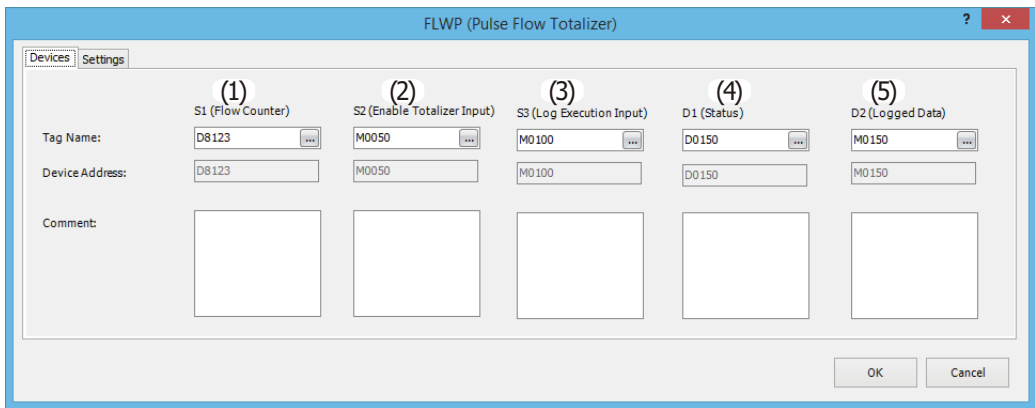 FLWP (Pulse Flow Totalizer)
? ×
Devices Settings
(1) (2) (3) (4) (5)
S1 (Flow Counter) S2 (Enable Totalizer Input) S3 (Log Execution Input) D1 (Status) D2 (Logged Data)
Tag Name: D8123 ... M0050 ... M0100 ... D0150 ... M0150 ...
Device Address: D8123 M0050 M0100 D0150 M0150
Comment:
OK Cancel